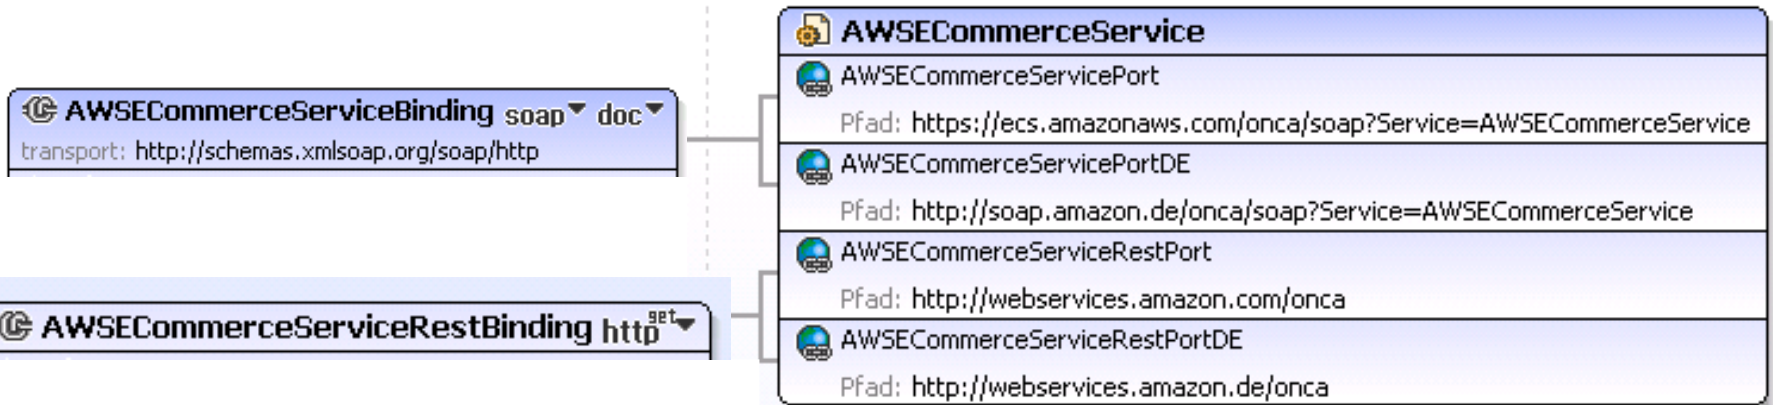 AWSECommerceServiceBinding soap doc
transport: http://schemas.xmlsoap.org/soap/http
AWSECommerceServiceRestBinding http get
AWSECommerceService
AWSECommerceServicePort
Pfad: https://ecs.amazonaws.com/onca/soap?Service=AWSECommerceService
AWSECommerceServicePortDE
Pfad: http://soap.amazon.de/onca/soap?Service=AWSECommerceService
AWSECommerceServiceRestPort
Pfad: http://webservices.amazon.com/onca
AWSECommerceServiceRestPortDE
Pfad: http://webservices.amazon.de/onca